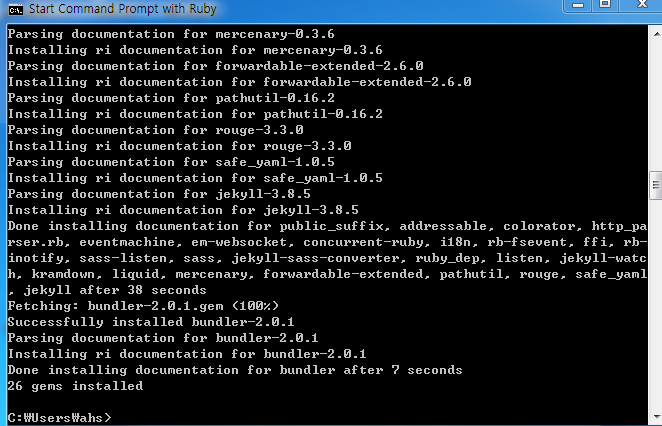 Start Command Prompt with Ruby
Parsing documentation for mercenary-0.3.6
Installing ri documentation for mercenary-0.3.6
Parsing documentation for forwardable-extended-2.6.0
Installing ri documentation for forwardable-extended-2.6.0
Parsing documentation for pathutil-0.16.2
Installing ri documentation for pathutil-0.16.2
Parsing documentation for rouge-3.3.0
Installing ri documentation for rouge-3.3.0
Parsing documentation for safe_yaml-1.0.5
Installing ri documentation for safe_yaml-1.0.5
Parsing documentation for jekyll-3.8.5
Installing ri documentation for jekyll-3.8.5
Done installing documentation for public_suffix, addressable, colorator, http_pa
rser.rb, eventmachine, em-websocket, concurrent-ruby, i18n, rb-fsevent, ffi, rb-
inotify, sass-listen, sass, jekyll-sass-converter, ruby_dep, listen, jekyll-watc
h, kramdown, liquid, mercenary, forwardable-extended, pathutil, rouge, safe_yaml
, jekyll after 38 seconds
Fetching: bundler-2.0.1.gem (100%)
Successfully installed bundler-2.0.1
Parsing documentation for bundler-2.0.1
Installing ri documentation for bundler-2.0.1
Done installing documentation for bundler after 7 seconds
26 gems installed
C:₩Users₩ahs>